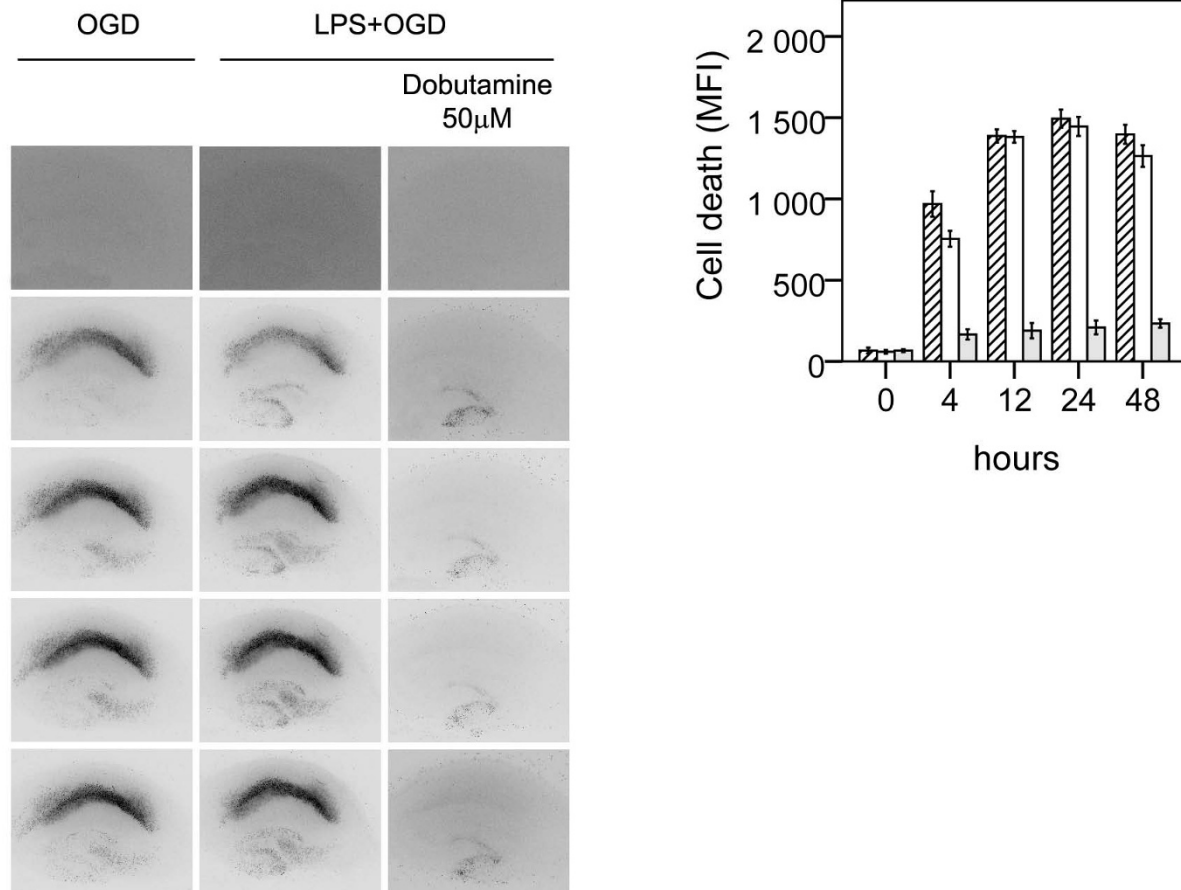 OGD
LPS+OGD
Dobutamine
50μM
Cell death (MFI)
2 000
1 500
1 000
500
0
0 4 12 24 48
hours